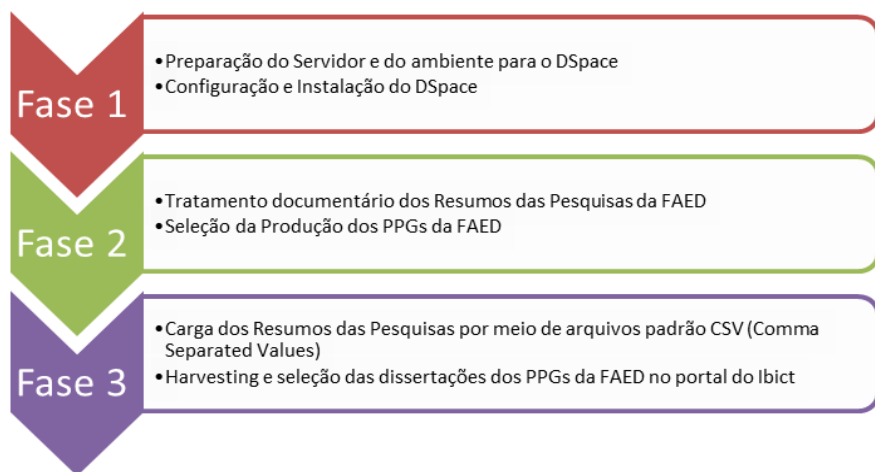 Fase 1
•Preparação do Servidor e do ambiente para o DSpace
•Configuração e Instalação do DSpace
Fase 2
•Tratamento documentário dos Resumos das Pesquisas da FAED
•Seleção da Produção dos PPGs da FAED
Fase 3
•Carga dos Resumos das Pesquisas por meio de arquivos padrão CSV (Comma
Separated Values)
•Harvesting e seleção das dissertações dos PPGs da FAED no portal do Ibict